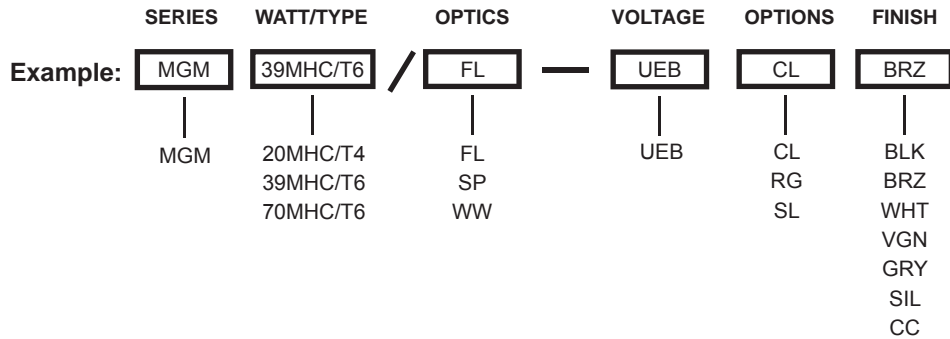 SERIES WATT/TYPE OPTICS VOLTAGE OPTIONS FINISH
Example: MGM 39MHC/T6 / FL — UEB CL BRZ
MGM 20MHC/T4 FL UEB CL BLK
39MHC/T6 SP RG BRZ
70MHC/T6 WW SL WHT
VGN
GRY
SIL
CC